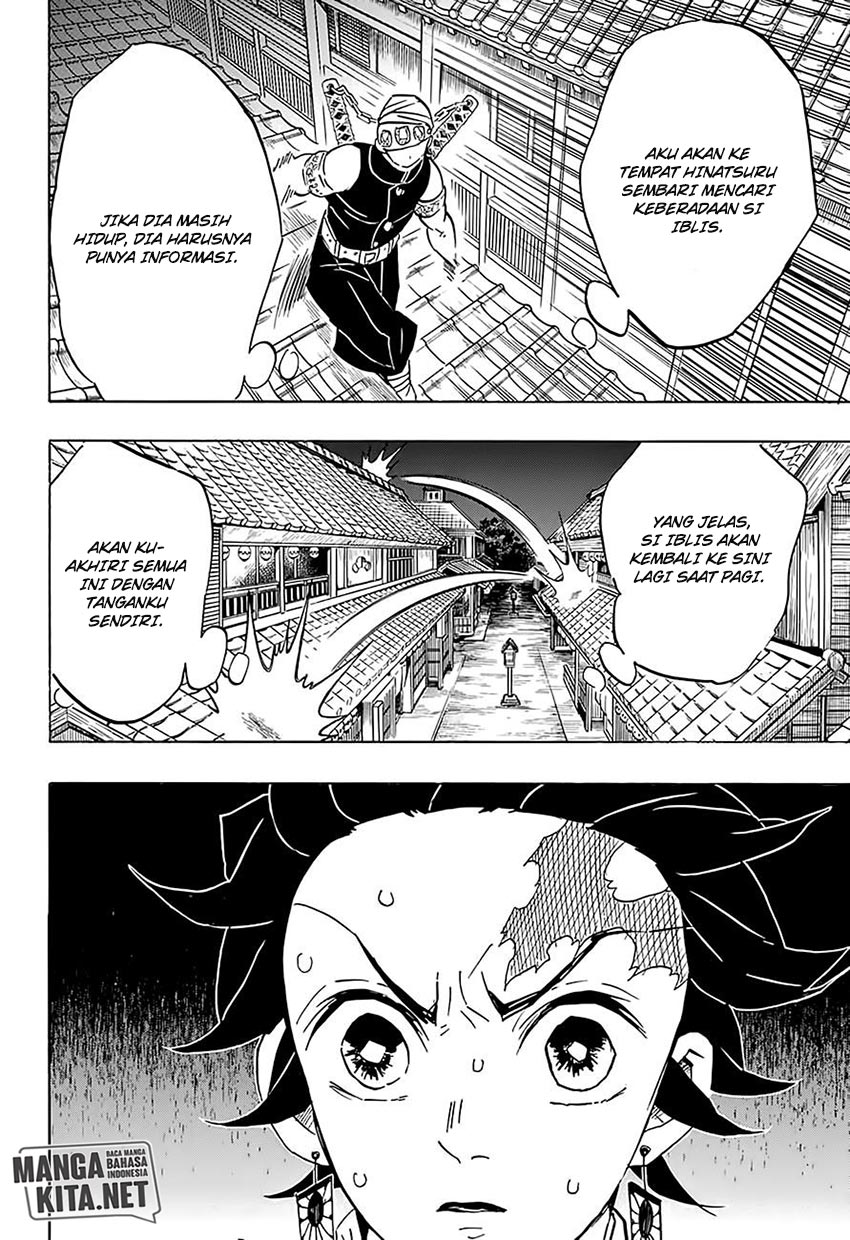 AKU AKAN KE
TEMPAT HINATSURU
SEMBARI MENCARI
KEBERADAAN SI
IBLIS.
JIKA DIA MASIH
HIDUP, DIA HARUSNYA
PUNYA INFORMASI.
YANG JELAS,
SI IBLIS AKAN
KEMBALI KE SINI
LAGI SAAT PAGI.
AKAN KU-
AKHIRI SEMUA
INI DENGAN
TANGANKU
SENDIRI.
MANGA
KITA.NET
BACA MANGA
BAHASA
INDONESIA